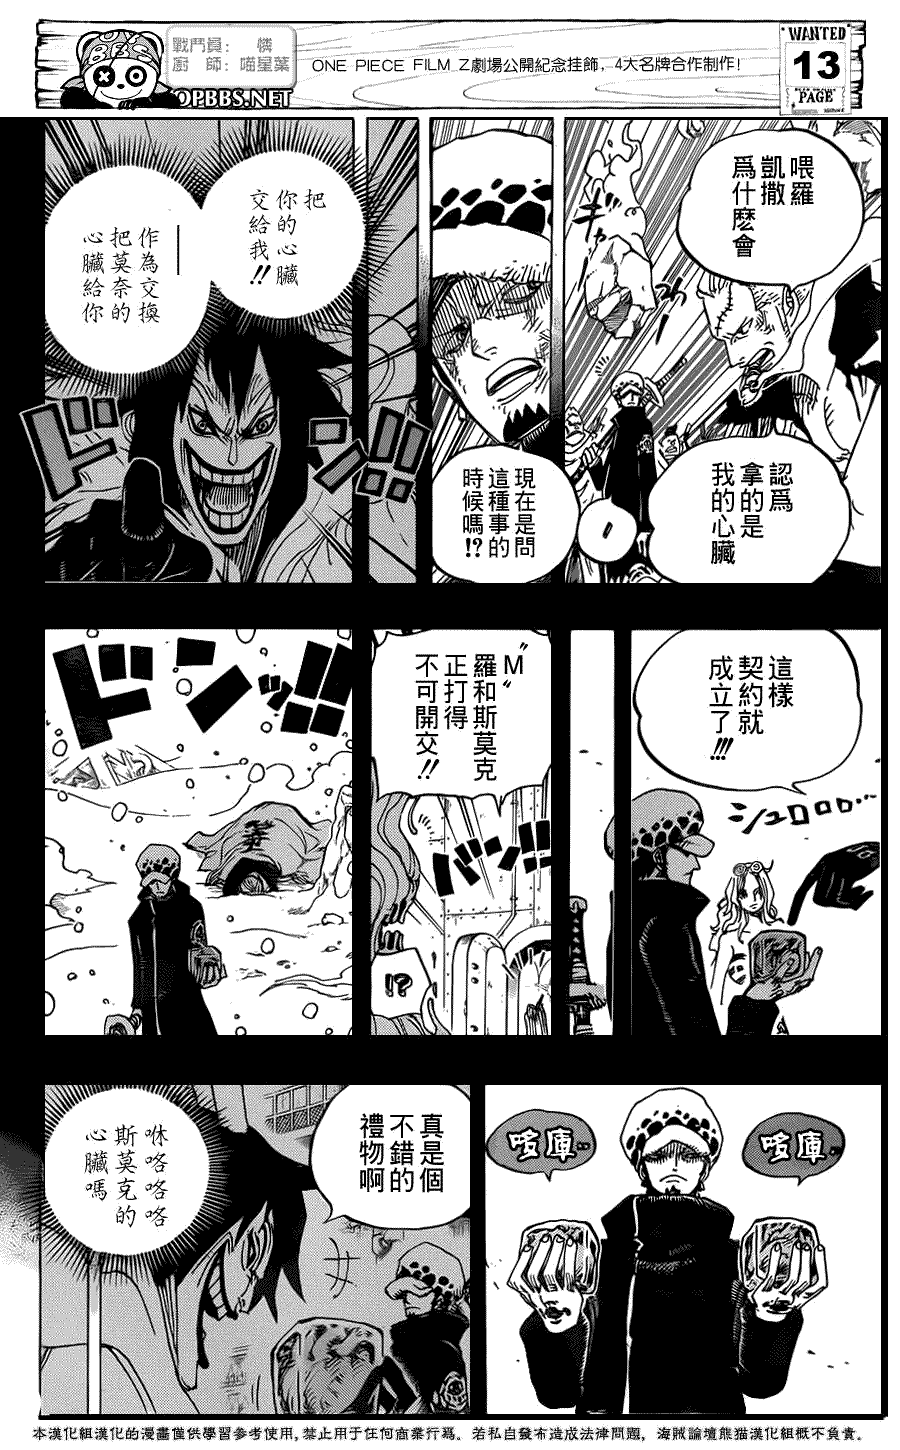 戰鬥員： 憐
廚 師：喵星葉
OPBBS.NET
ONE PIECE FILM Z劇場公開紀念挂飾，4大名牌合作制作！
WANTED
13
PAGE
喂羅
凱撒
爲什麽會
認爲
拿的是
我的心臟
現在是問
這種事的
時候嗎!?
把
你的心臟
交給我!!
作為交換
把莫奈的
心臟給你
ドン!!
這樣
契約就
成立了!!!
シュロロロ…
"M"
羅和斯莫克
正打得
不可開交!!
!?
バン!!
ドン!!
咚庫…
咚庫…
真是個
不錯的
禮物啊
咻咯咯咯
斯莫克的
心臟嗎
本漢化組漢化的漫畫僅供學習參考使用,禁止用于任何商業行爲。若私自發布造成法律問題，海賊論壇熊猫漢化組概不負責。